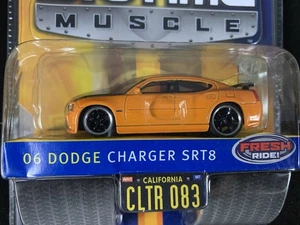 MUSCLE
06 DODGE CHARGER SRT8
FRESH
RIDE!
CALIFORNIA
CLTR 083